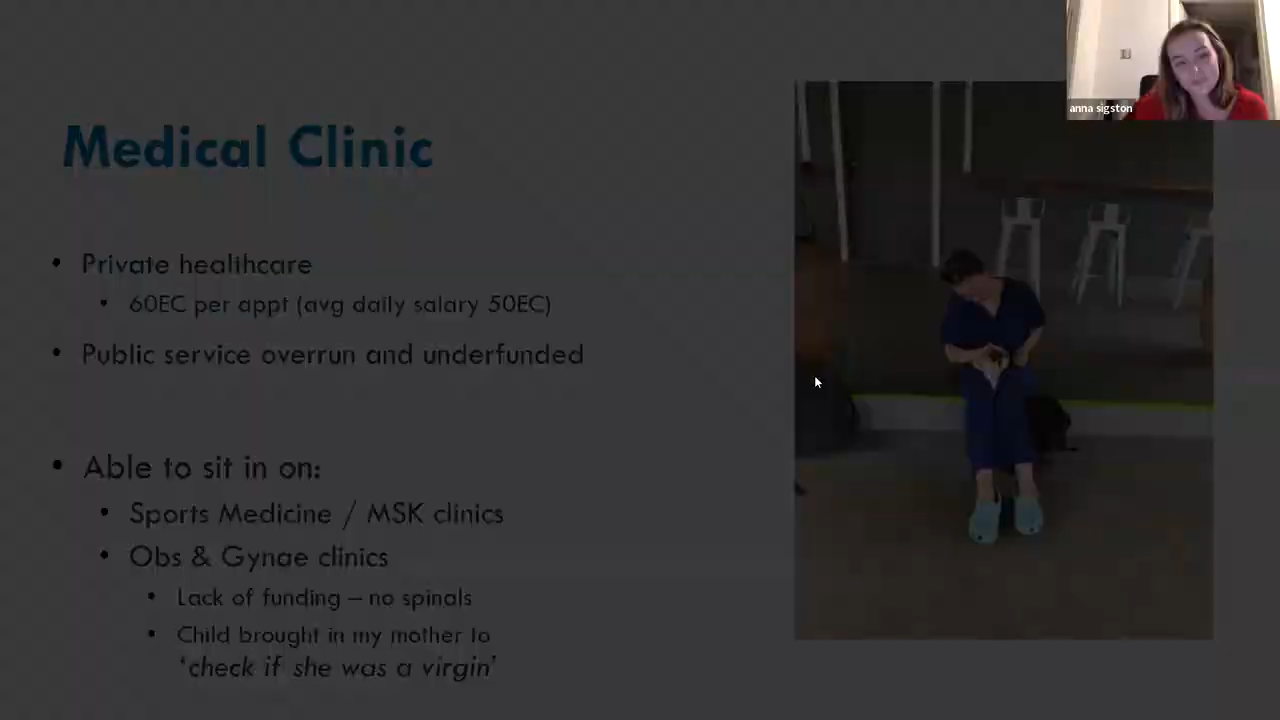 anna sigston
Medical Clinic
• Private healthcare
• 60EC per appt (avg daily salary 50EC)
• Public service overrun and underfunded
• Able to sit in on:
• Sports Medicine / MSK clinics
• Obs & Gynae clinics
• Lack of funding – no spinals
• Child brought in my mother to
‘check if she was a virgin’